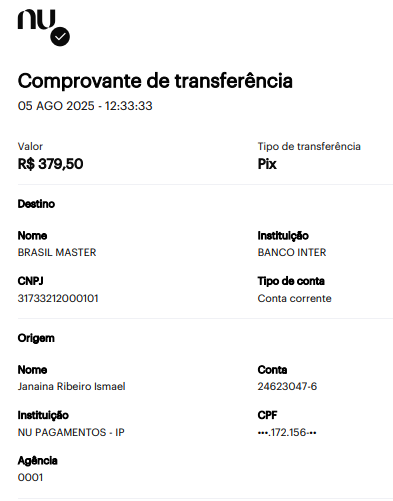 nu
Comprovante de transferência
05 AGO 2025 - 12:33:33
Valor
R$ 379,50
Tipo de transferência
Pix
Destino
Nome
BRASIL MASTER
Instituição
BANCO INTER
CNPJ
31733212000101
Tipo de conta
Conta corrente
Origem
Nome
Janaina Ribeiro Ismael
Conta
24623047-6
Instituição
NU PAGAMENTOS - IP
CPF
•••.172.156-••
Agência
0001